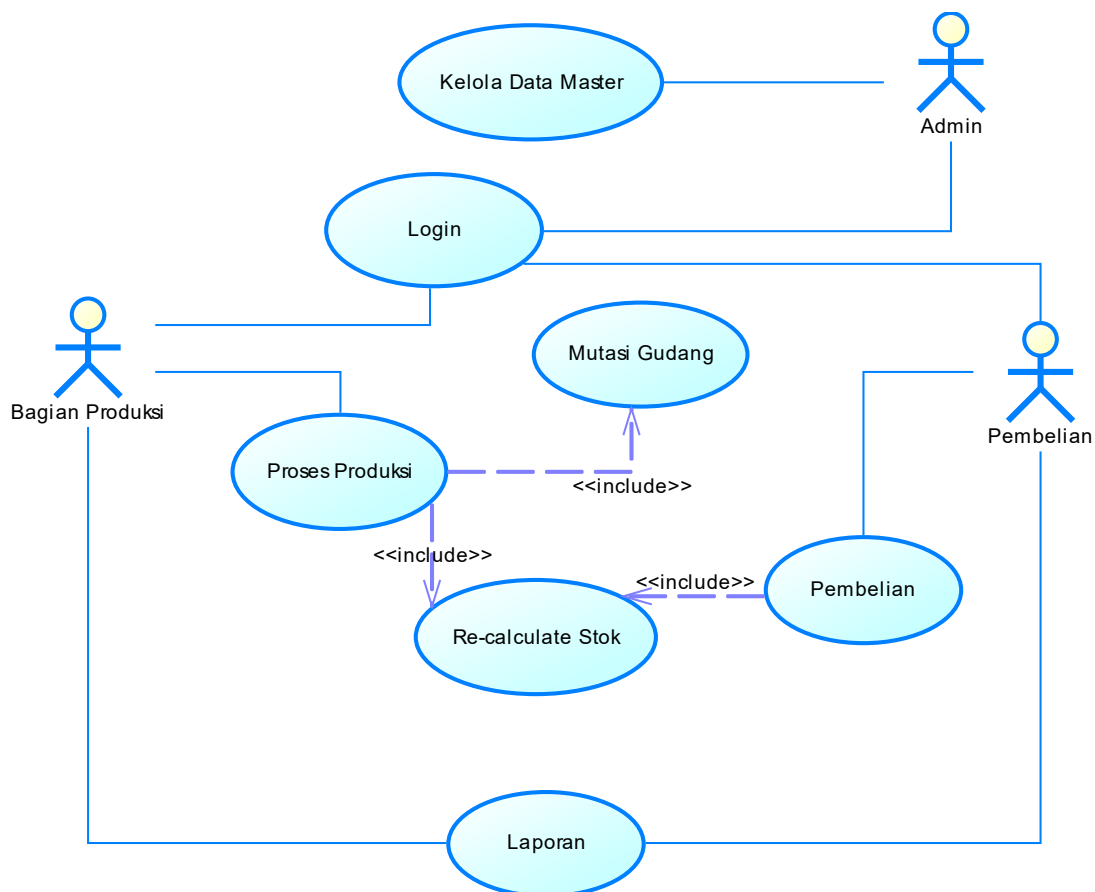 Kelola Data Master
Admin
Login
Mutasi Gudang
Bagian Produksi
Pembelian
Proses Produksi
<<include>>
<<include>>
<<include>>
Pembelian
Re-calculate Stok
Laporan